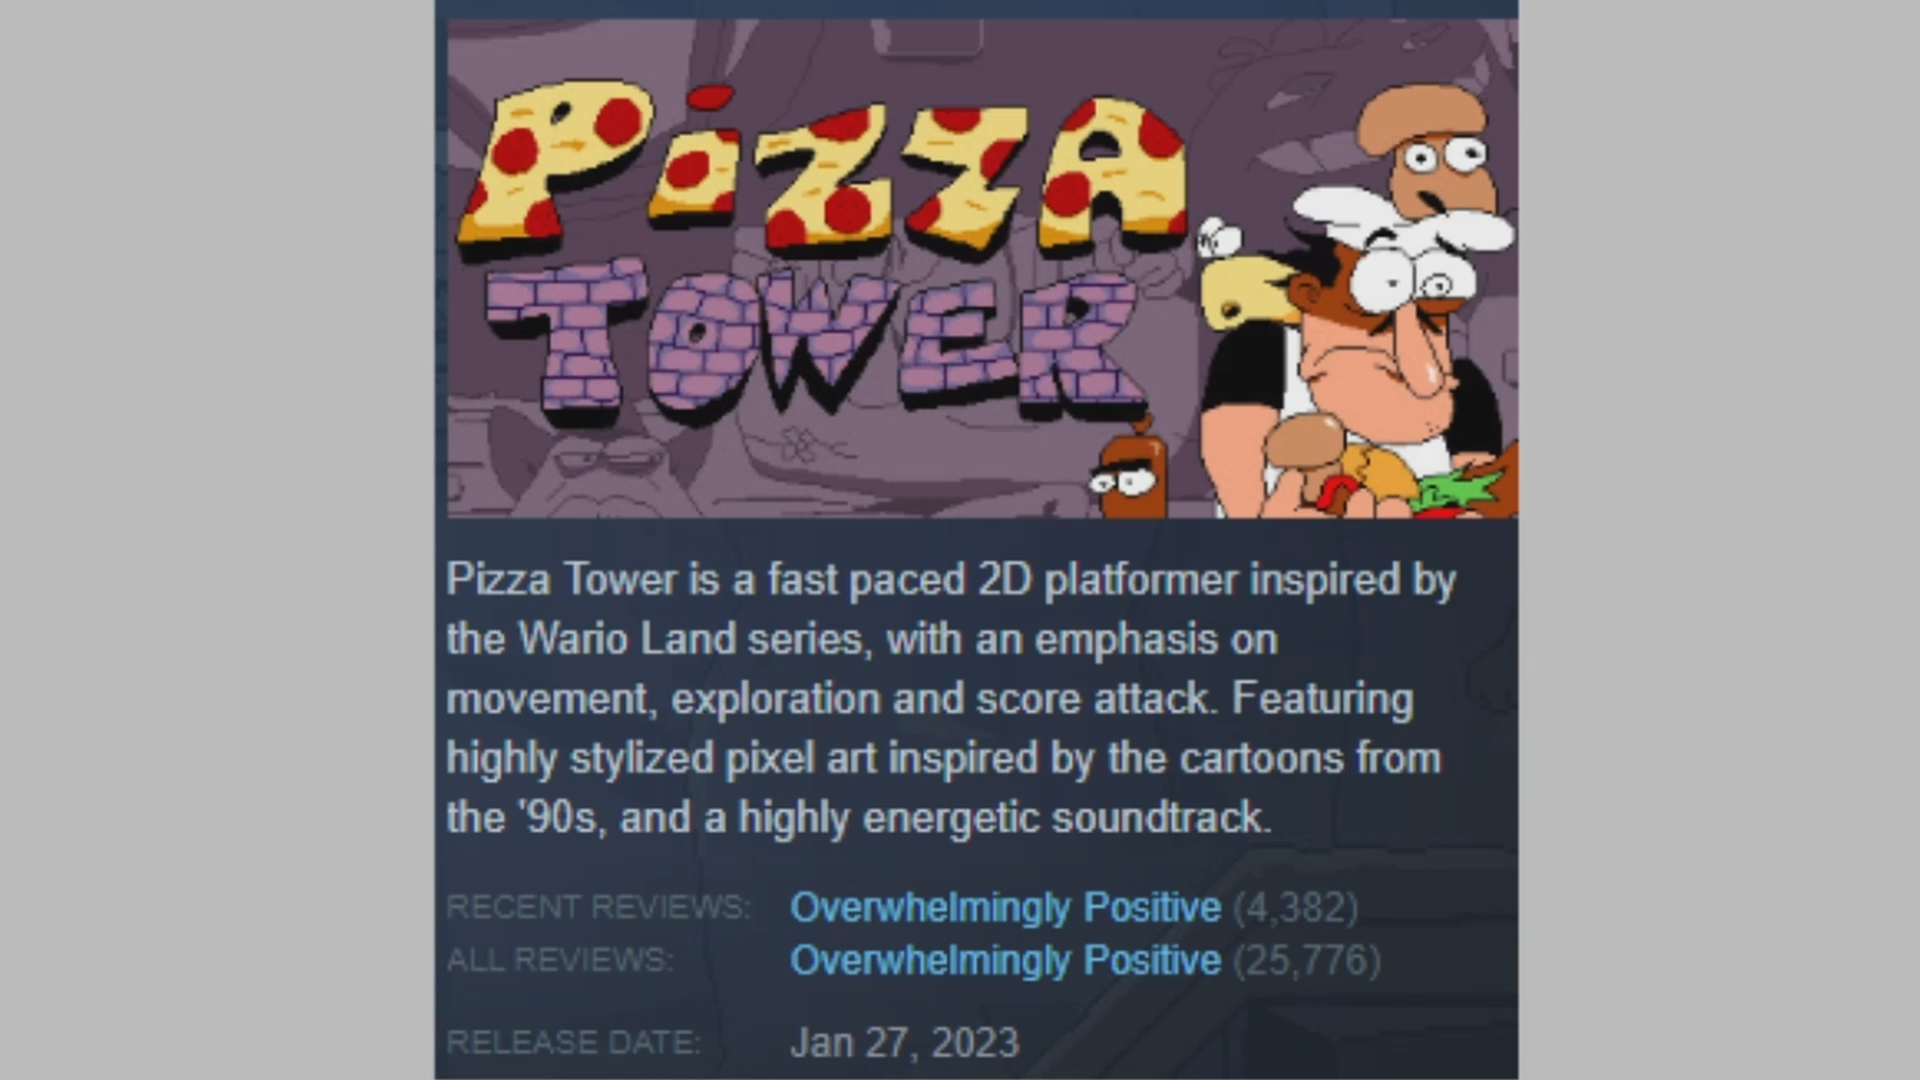 Pizza
Tower
Pizza Tower is a fast paced 2D platformer inspired by
the Wario Land series, with an emphasis on
movement, exploration and score attack. Featuring
highly stylized pixel art inspired by the cartoons from
the '90s, and a highly energetic soundtrack.
RECENT REVIEWS: Overwhelmingly Positive (4,382)
ALL REVIEWS: Overwhelmingly Positive (25,776)
RELEASE DATE: Jan 27, 2023